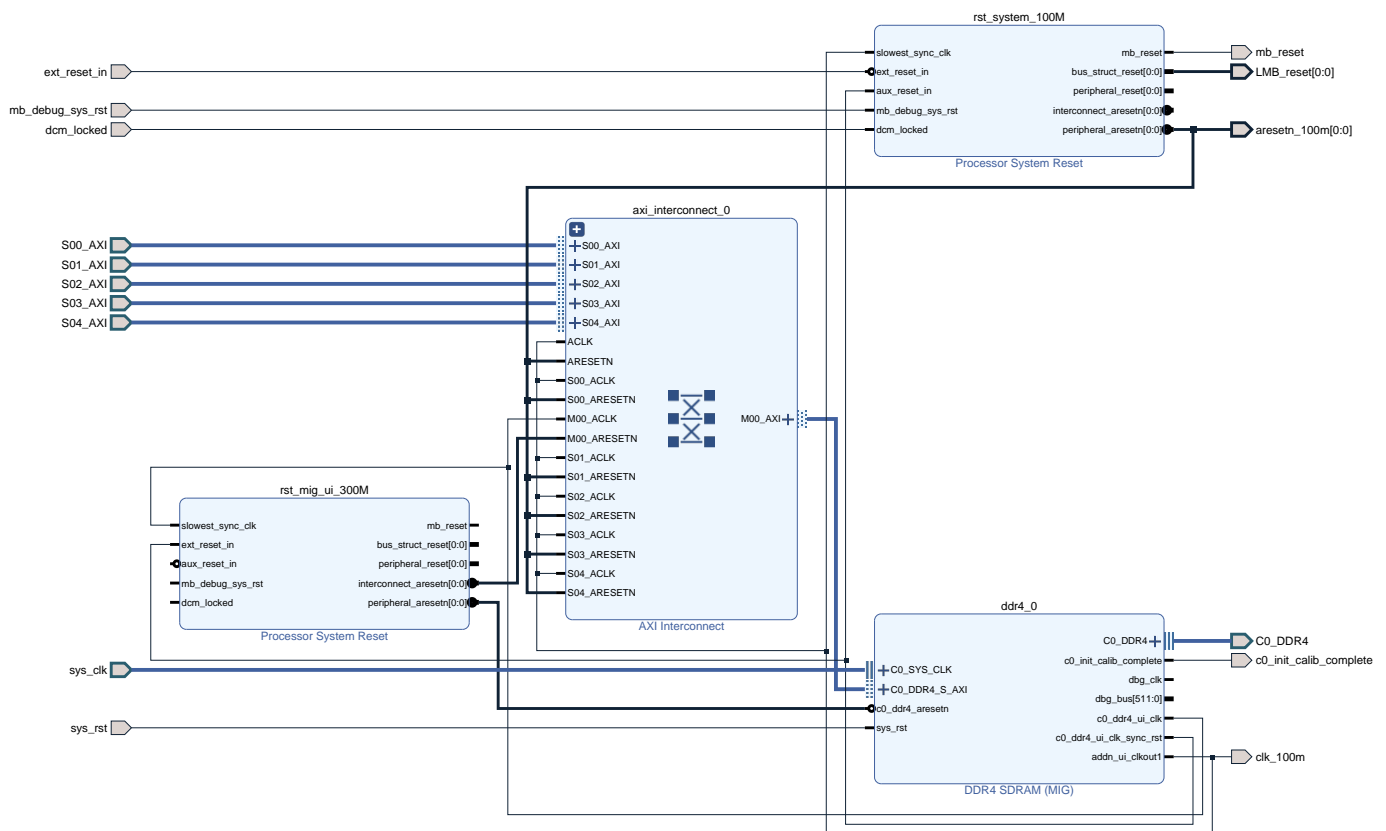 rst_system_100M
slowest_sync_clk
ext_reset_in
aux_reset_in
mb_debug_sys_rst
dcm_locked
mb_reset
bus_struct_reset[0:0]
peripheral_reset[0:0]
interconnect_aresetn[0:0]
peripheral_aresetn[0:0]
Processor System Reset
ext_reset_in
mb_debug_sys_rst
dcm_locked
mb_reset
LMB_reset[0:0]
aresetn_100m[0:0]
axi_interconnect_0
S00_AXI
S01_AXI
S02_AXI
S03_AXI
S04_AXI
S00_AXI
S01_AXI
S02_AXI
S03_AXI
S04_AXI
ACLK
ARESETN
S00_ACLK
S00_ARESETN
M00_ACLK
M00_ARESETN
S01_ACLK
S01_ARESETN
S02_ACLK
S02_ARESETN
S03_ACLK
S03_ARESETN
S04_ACLK
S04_ARESETN
M00_AXI
AXI Interconnect
rst_mig_ui_300M
slowest_sync_clk
ext_reset_in
aux_reset_in
mb_debug_sys_rst
dcm_locked
mb_reset
bus_struct_reset[0:0]
peripheral_reset[0:0]
interconnect_aresetn[0:0]
peripheral_aresetn[0:0]
Processor System Reset
sys_clk
sys_rst
ddr4_0
C0_SYS_CLK
C0_DDR4_S_AXI
c0_ddr4_aresetn
sys_rst
C0_DDR4
c0_init_calib_complete
dbg_clk
dbg_bus[511:0]
c0_ddr4_ui_clk
c0_ddr4_ui_clk_sync_rst
addn_ui_clkout1
DDR4 SDRAM (MIG)
C0_DDR4
c0_init_calib_complete
clk_100m